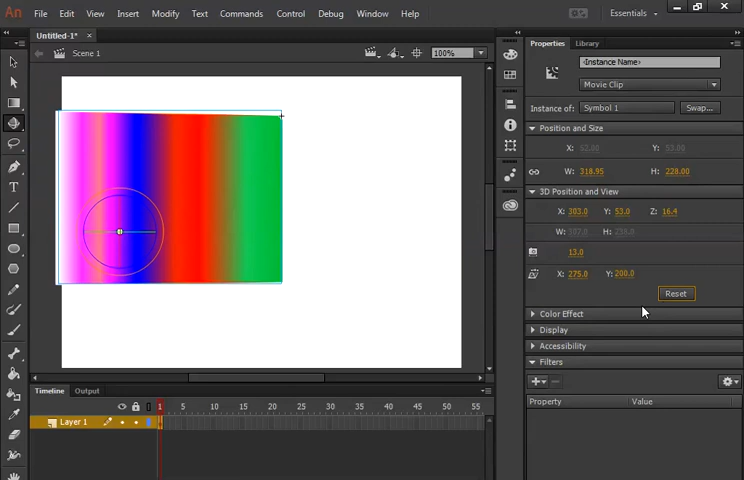 An File Edit View Insert Modify Text Commands Control Debug Window Help Essentials
Untitled-1* ×
Scene 1 100%
Properties Library
‹Instance Name›
Movie Clip
Instance of: Symbol 1 Swap...
Position and Size
X: 52.00 Y: 53.00
W: 318.95 H: 228.00
3D Position and View
X: 303.0 Y: 53.0 Z: 16.4
W: 307.0 H: 236.0
13.0
X: 275.0 Y: 200.0
Reset
Color Effect
Display
Accessibility
Filters
Property Value
Timeline Output
1 5 10 15 20 25 30 35 40 45 50 55
Layer 1
T